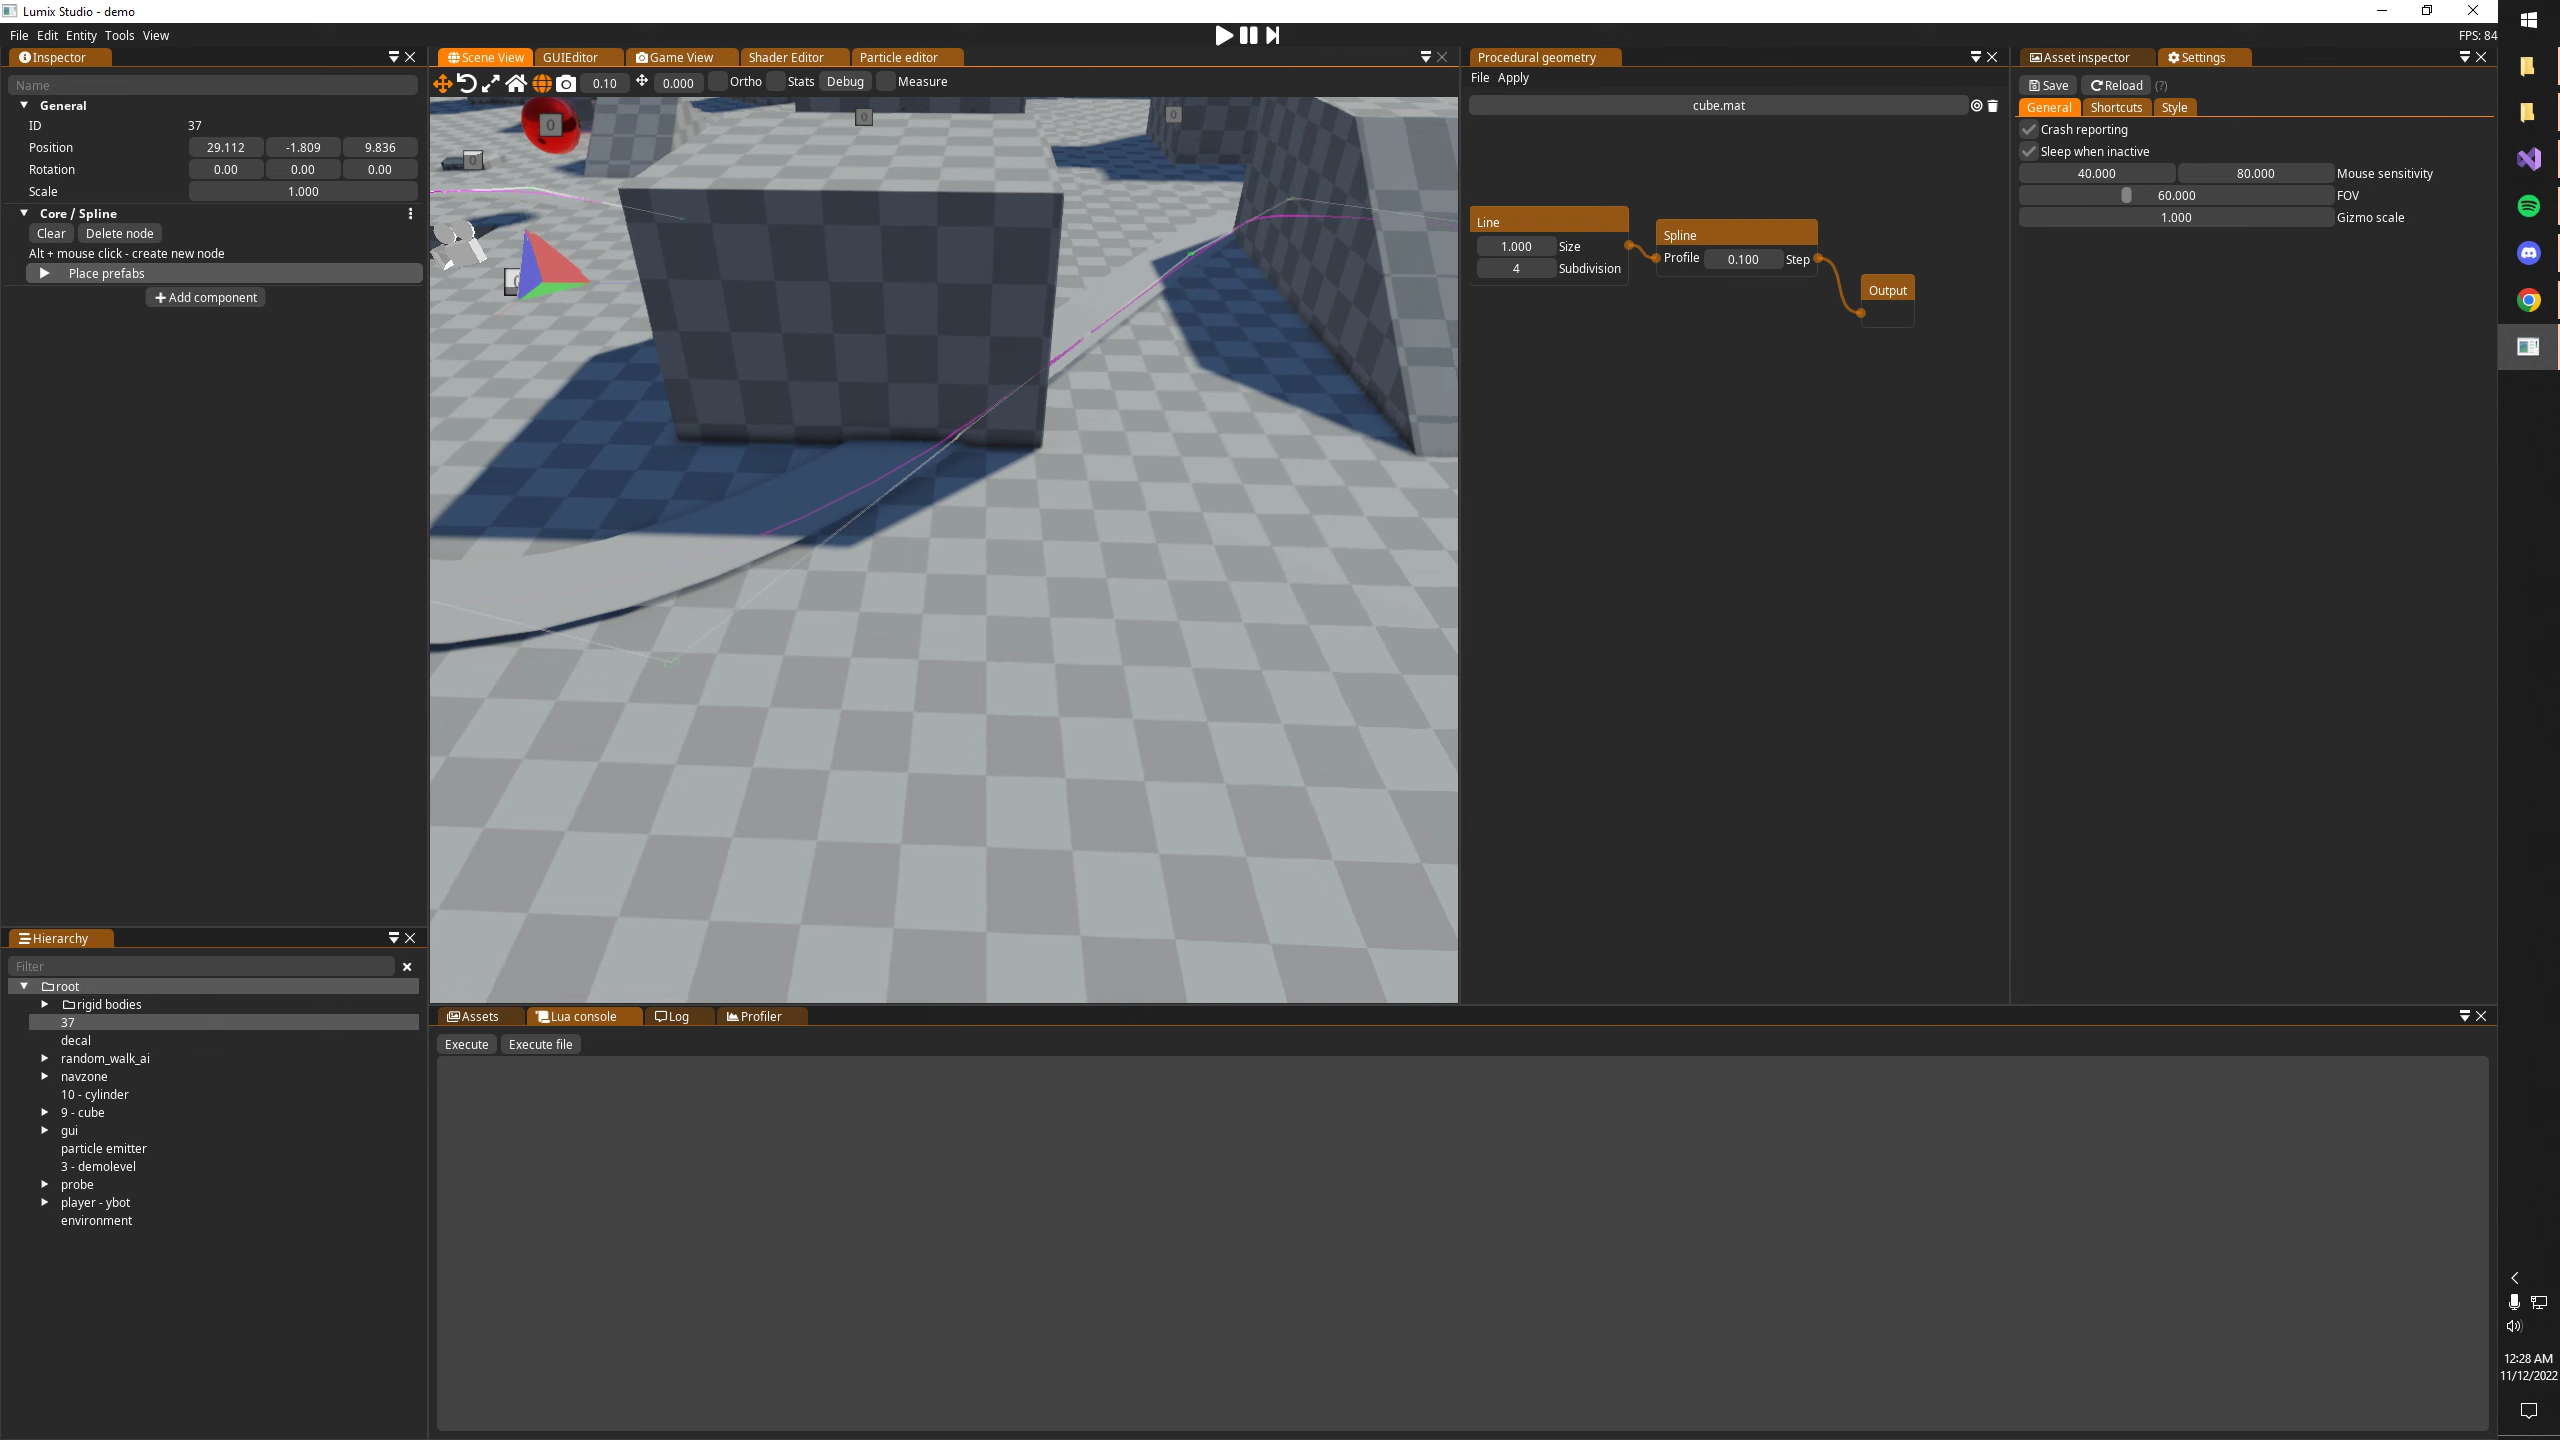 Lumix Studio - demo
File Edit Entity Tools View
FPS: 84
Inspector
Name
General
ID 37
Position 29.112 -1.809 9.836
Rotation 0.00 0.00 0.00
Scale 1.000
Core / Spline
Clear Delete node
Alt + mouse click - create new node
Place prefabs
Add component
Scene View GUIEditor Game View Shader Editor Particle editor
0.10 0.000 Ortho Stats Debug Measure
0
0
0
0
Procedural geometry
File Apply
cube.mat
Line
1.000 Size
4 Subdivision
Spline
Profile 0.100 Step
Output
Asset inspector Settings
Save Reload (?)
General Shortcuts Style
Crash reporting
Sleep when inactive
40.000 80.000 Mouse sensitivity
60.000 FOV
1.000 Gizmo scale
Hierarchy
Filter
root
rigid bodies
37
decal
random_walk_ai
navzone
10 - cylinder
9 - cube
gui
particle emitter
3 - demolevel
probe
player - ybot
environment
Assets Lua console Log Profiler
Execute Execute file
12:28 AM
11/12/2022